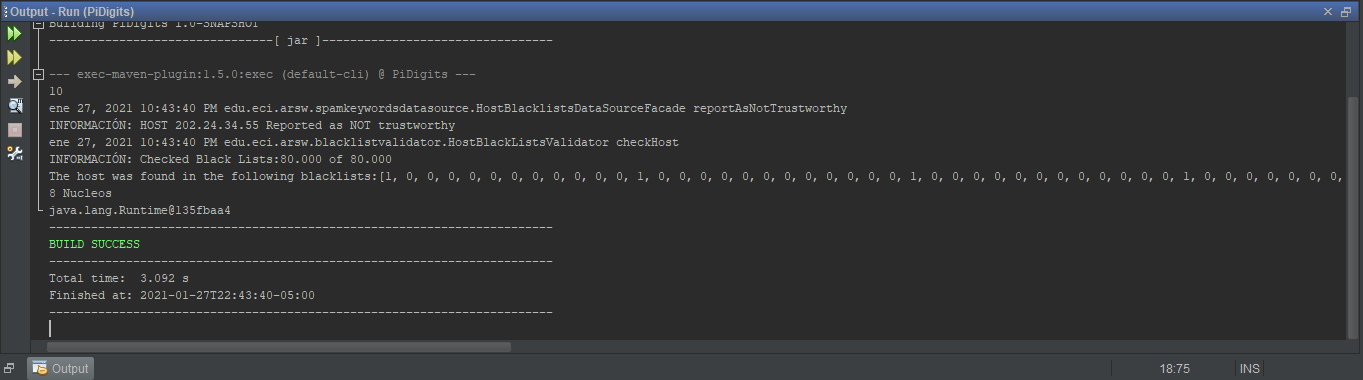 Output - Run (PiDigits)
Building PiDigits 1.0-SNAPSHOT
--------------------------------[ jar ]---------------------------------
--- exec-maven-plugin:1.5.0:exec (default-cli) @ PiDigits ---
10
ene 27, 2021 10:43:40 PM edu.eci.arsw.spamkeywordsdatasource.HostBlacklistsDataSourceFacade reportAsNotTrustworthy
INFORMACIÓN: HOST 202.24.34.55 Reported as NOT trustworthy
ene 27, 2021 10:43:40 PM edu.eci.arsw.blacklistvalidator.HostBlackListsValidator checkHost
INFORMACIÓN: Checked Black Lists:80.000 of 80.000
The host was found in the following blacklists:[1, 0, 0, 0, 0, 0, 0, 0, 0, 0, 0, 0, 1, 0, 0, 0, 0, 0, 0, 0, 0, 0, 0, 0, 0, 1, 0, 0, 0, 0, 0, 0, 0, 0, 0, 0, 0, 0, 1, 0, 0, 0, 0, 0, 0, 0,
8 Nucleos
java.lang.Runtime@135fbaa4
------------------------------------------------------------------------
BUILD SUCCESS
------------------------------------------------------------------------
Total time:  3.092 s
Finished at: 2021-01-27T22:43:40-05:00
------------------------------------------------------------------------
Output
18:75
INS